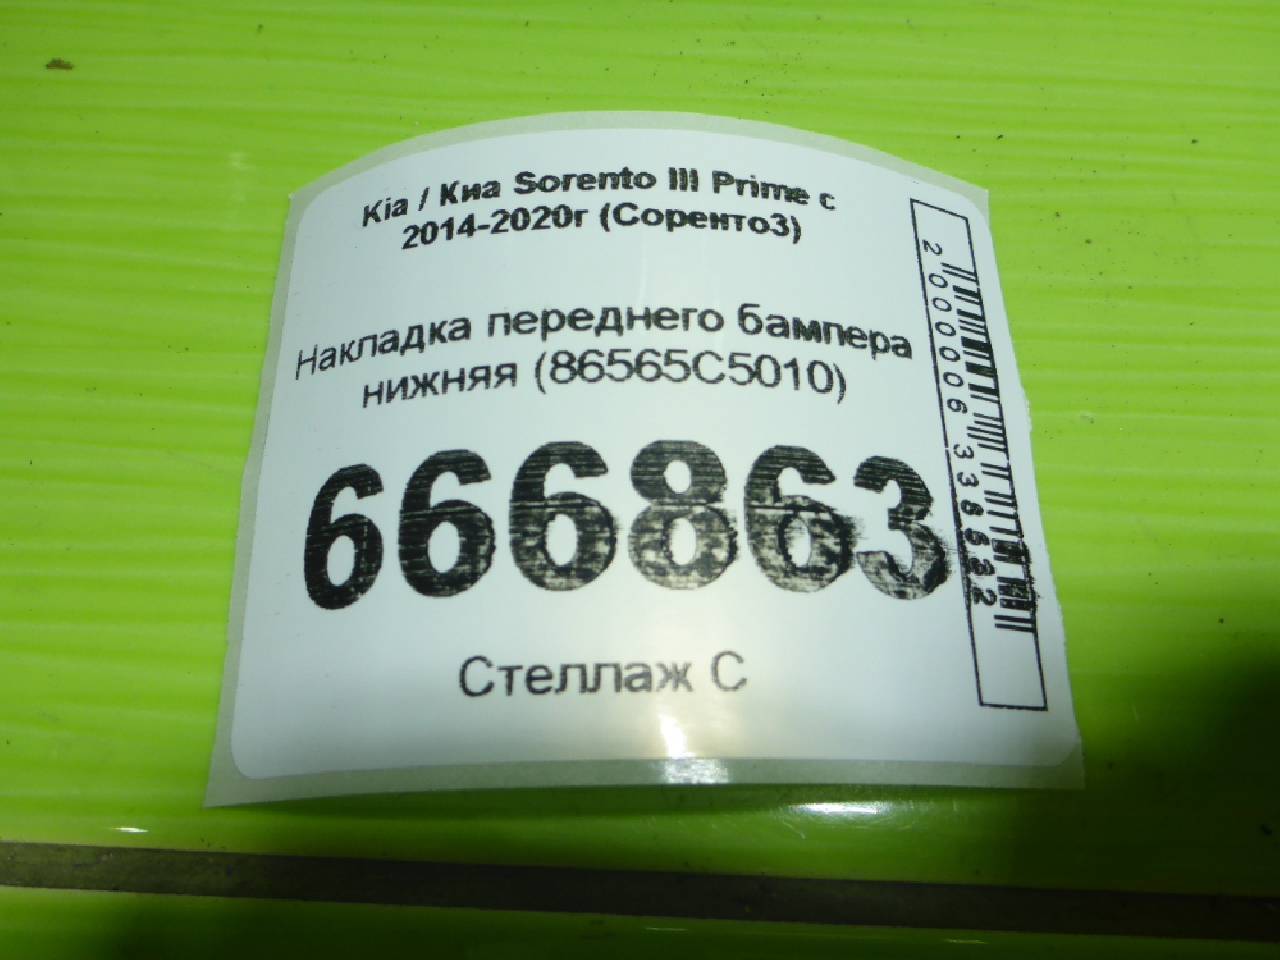 Kia / Киа Sorento III Prime с
2014-2020г (Соренто3)
Накладка переднего бампера
нижняя (86565C5010)
666863
Стеллаж С
2000006338532